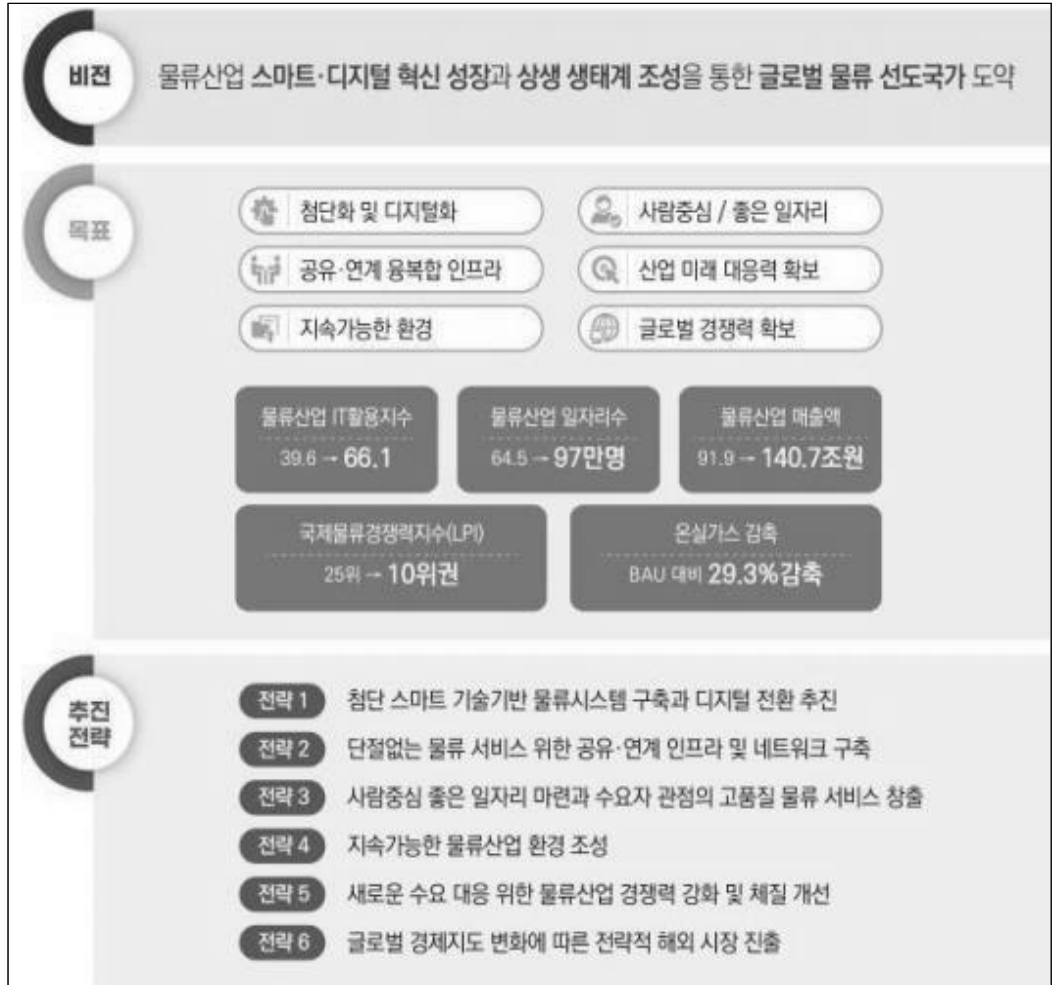 비전
물류산업 스마트·디지털 혁신 성장과 상생 생태계 조성을 통한 글로벌 물류 선도국가 도약
목표
첨단화 및 디지털화
사람중심 / 좋은 일자리
공유·연계 융복합 인프라
산업 미래 대응력 확보
지속가능한 환경
글로벌 경쟁력 확보
물류산업 IT활용지수
39.6 → 66.1
물류산업 일자리수
64.5 → 97만명
물류산업 매출액
91.9 → 140.7조원
국제물류경쟁력지수(LPI)
25위 → 10위권
온실가스 감축
BAU 대비 29.3%감축
추진
전략
전략 1 첨단 스마트 기술기반 물류시스템 구축과 디지털 전환 추진
전략 2 단절없는 물류 서비스 위한 공유·연계 인프라 및 네트워크 구축
전략 3 사람중심 좋은 일자리 마련과 수요자 관점의 고품질 물류 서비스 창출
전략 4 지속가능한 물류산업 환경 조성
전략 5 새로운 수요 대응 위한 물류산업 경쟁력 강화 및 체질 개선
전략 6 글로벌 경제지도 변화에 따른 전략적 해외 시장 진출